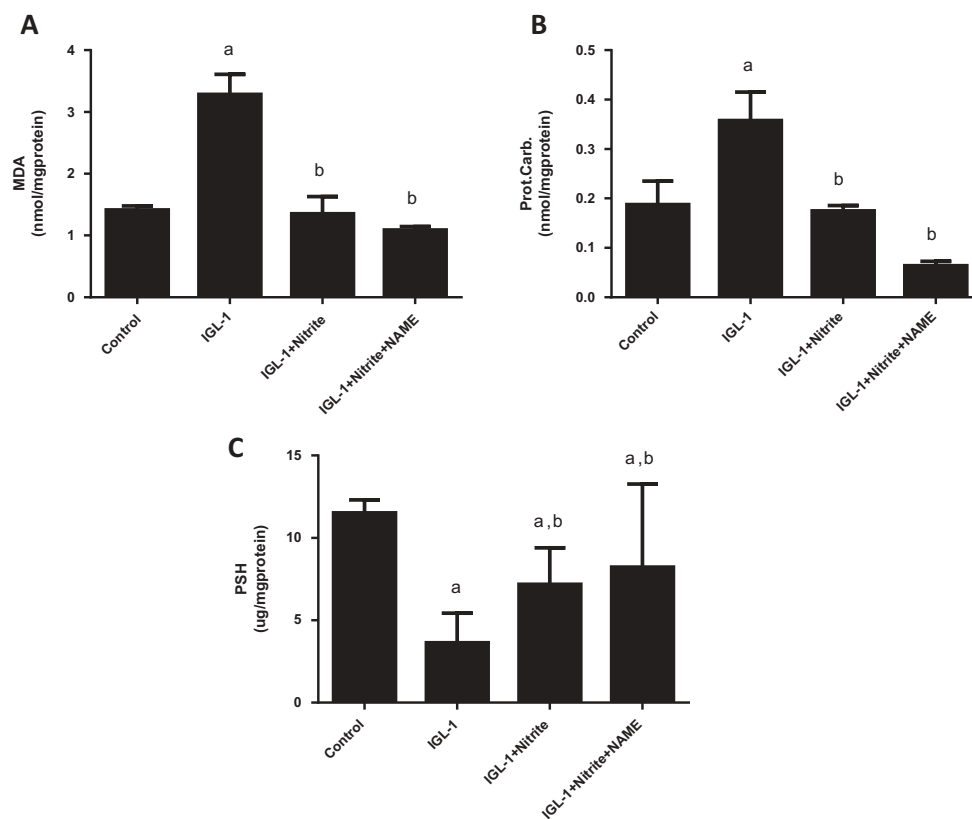 A
MDA
(nmol/mgprotein)
4
3
2
1
0
a
b
b
Control
IGL-1
IGL-1+Nitrite
IGL-1+Nitrite+NAME
B
Prot.Carb.
(nmol/mgprotein)
0.5
0.4
0.3
0.2
0.1
0.0
a
b
b
Control
IGL-1
IGL-1+Nitrite
IGL-1+Nitrite+NAME
C
PSH
(ug/mgprotein)
15
10
5
0
a
a,b
a,b
Control
IGL-1
IGL-1+Nitrite
IGL-1+Nitrite+NAME